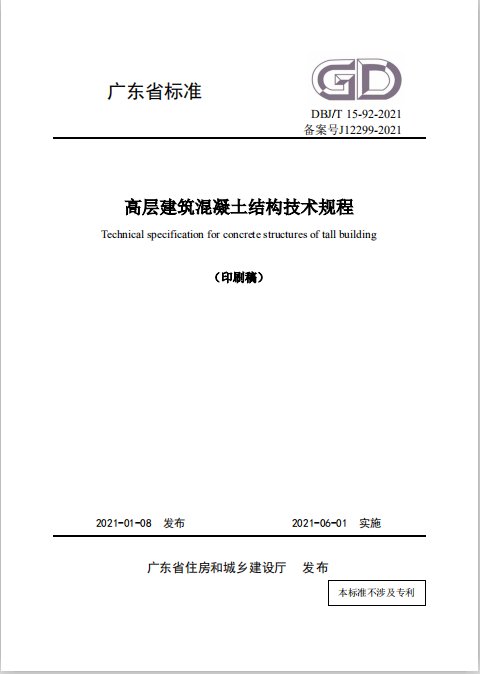 GD
广东省标准
DBJ/T 15-92-2021
备案号J12299-2021
高层建筑混凝土结构技术规程
Technical specification for concrete structures of tall building
（印刷稿）
2021-01-08 发布 2021-06-01 实施
广东省住房和城乡建设厅 发布
本标准不涉及专利